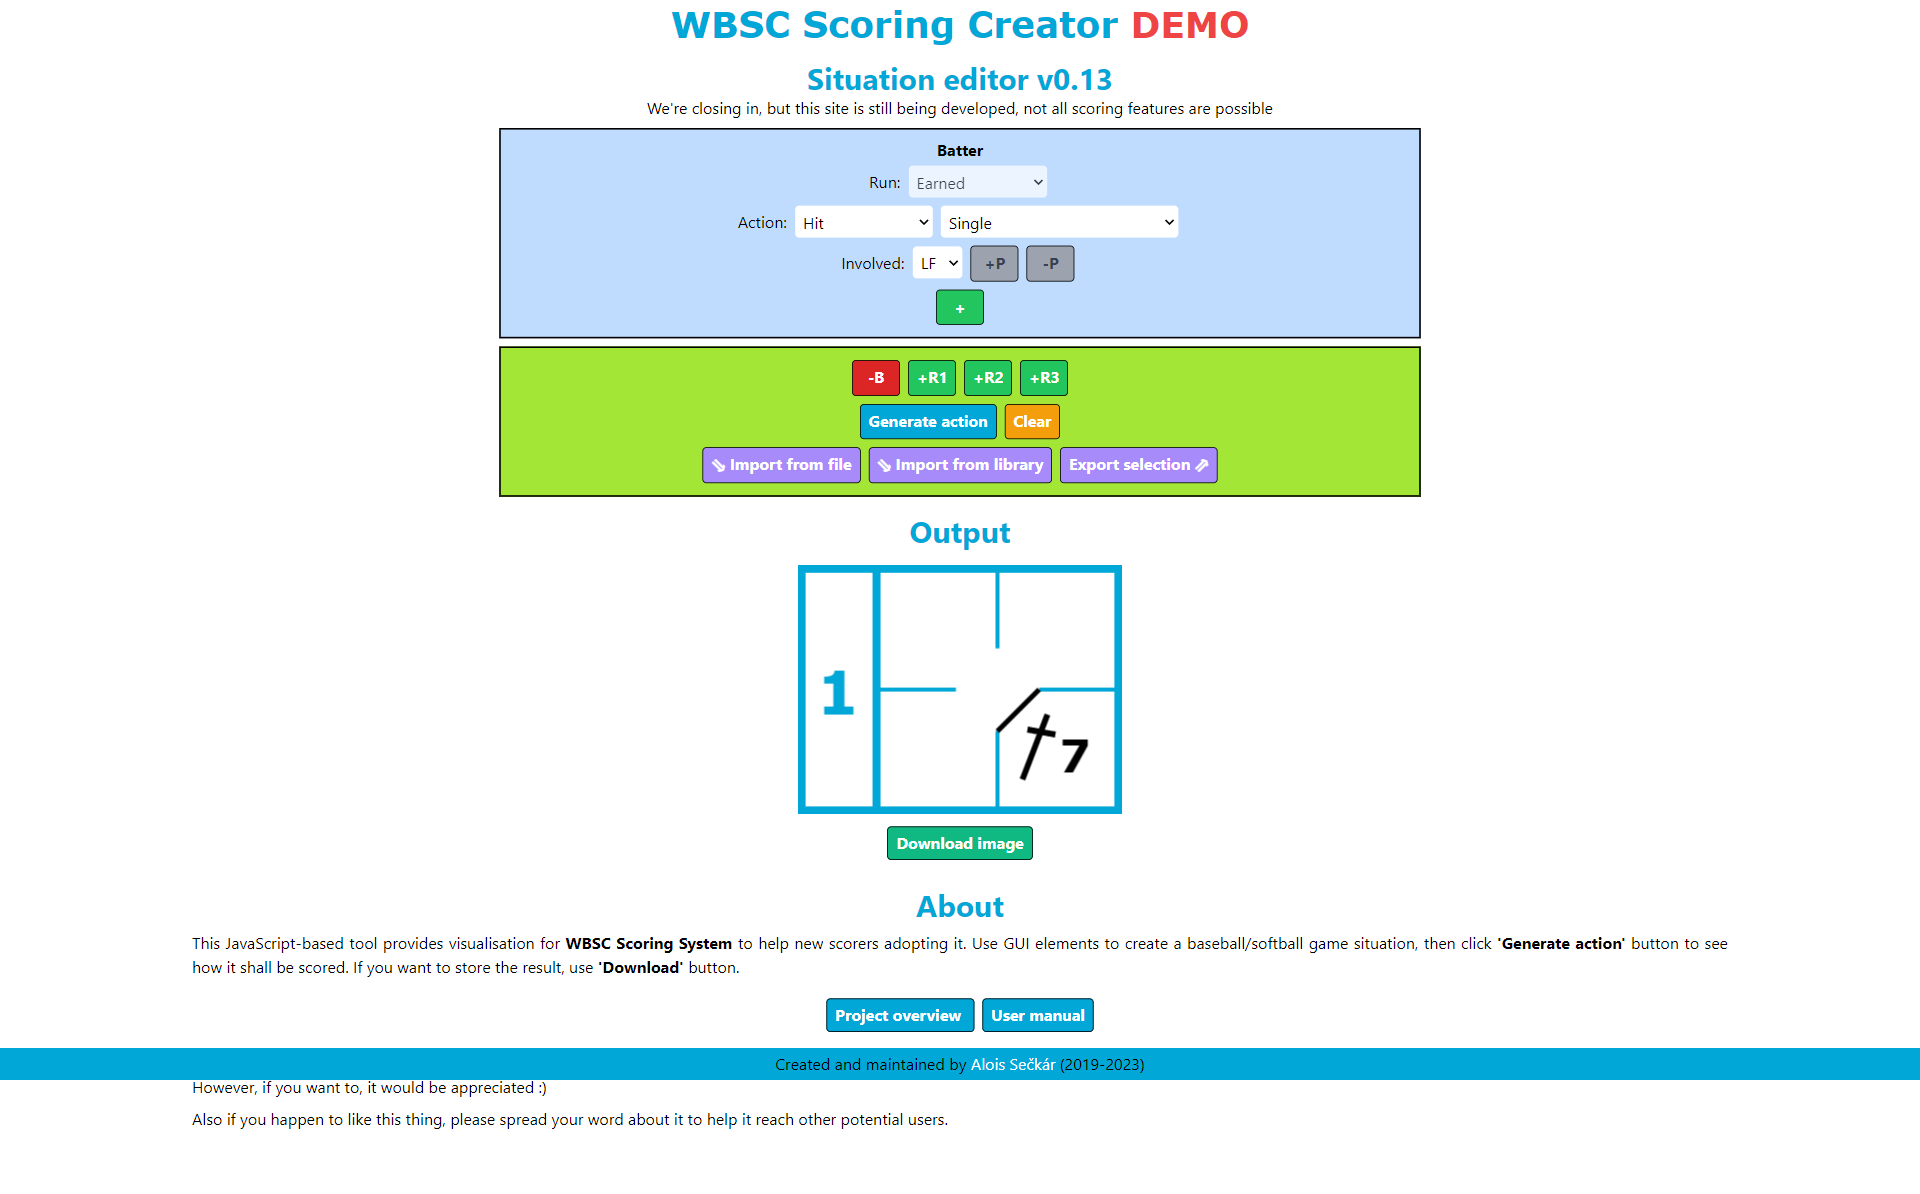 WBSC Scoring Creator DEMO
Situation editor v0.13
We're closing in, but this site is still being developed, not all scoring features are possible
Batter
Run: Earned
Action: Hit Single
Involved: LF +P -P
+
-B +R1 +R2 +R3
Generate action Clear
⇘ Import from file ⇘ Import from library Export selection ⇗
Output
1
7
Download image
About
This JavaScript-based tool provides visualisation for WBSC Scoring System to help new scorers adopting it. Use GUI elements to create a baseball/softball game situation, then click 'Generate action' button to see
how it shall be scored. If you want to store the result, use 'Download' button.
Project overview User manual
Created and maintained by Alois Sečkár (2019-2023)
However, if you want to, it would be appreciated :)
Also if you happen to like this thing, please spread your word about it to help it reach other potential users.